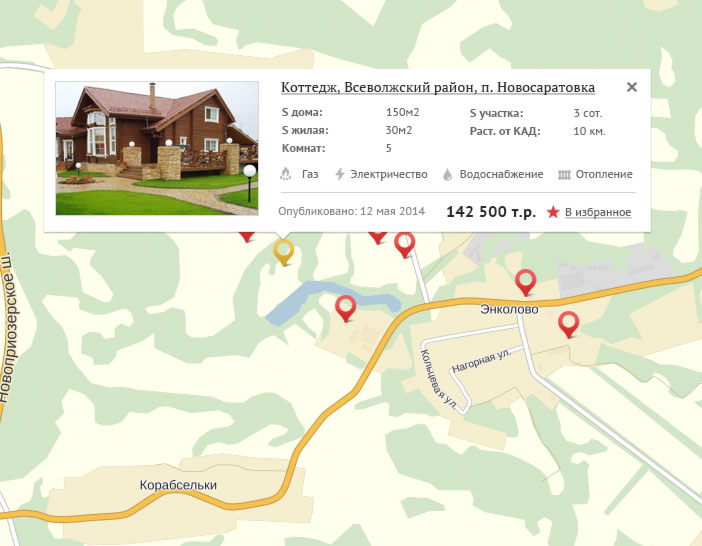 Коттедж, Всеволжский район, п. Новосаратовка
S дома: 150м2 S участка: 3 сот.
S жилая: 30м2 Раст. от КАД: 10 км.
Комнат: 5
Газ Электричество Водоснабжение Отопление
Опубликовано: 12 мая 2014 142 500 т.р. В избранное
Новоприозерское ш.
Энколово
Нагорная ул.
Кольцевая ул.
Корабсельки